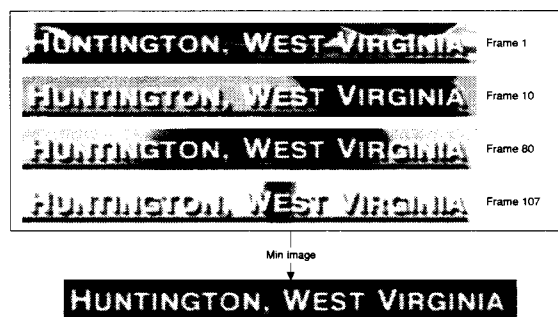 HUNTINGTON, WEST VIRGINIA Frame 1
HUNTINGTON, WEST VIRGINIA Frame 10
HUNTINGTON, WEST VIRGINIA Frame 80
HUNTINGTON, WEST VIRGINIA Frame 107
Min image
HUNTINGTON, WEST VIRGINIA